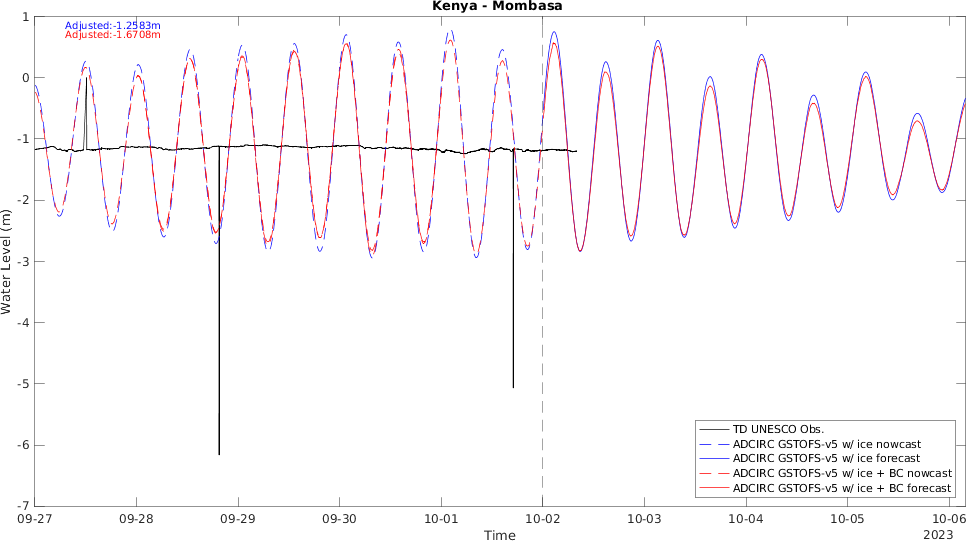 Kenya - Mombasa
Adjusted:-1.2583m
Adjusted:-1.6708m
1
0
-1
-2
-3
-4
-5
-6
-7
Water Level (m)
TD UNESCO Obs.
ADCIRC GSTOFS-v5 w/ ice nowcast
ADCIRC GSTOFS-v5 w/ ice forecast
ADCIRC GSTOFS-v5 w/ ice + BC nowcast
ADCIRC GSTOFS-v5 w/ ice + BC forecast
09-27 09-28 09-29 09-30 10-01 10-02 10-03 10-04 10-05 10-06
Time
2023